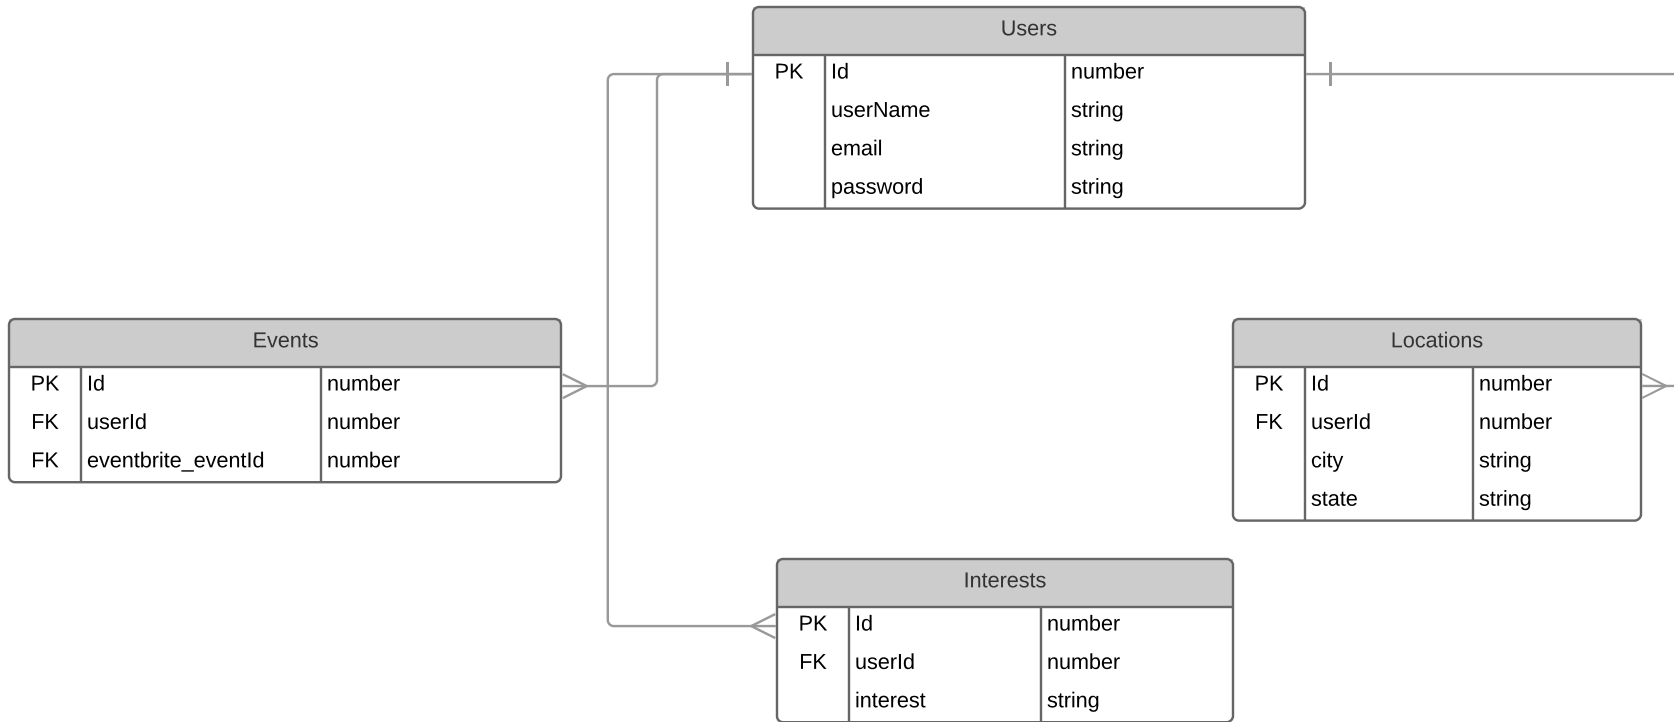 Users
PK Id number
userName string
email string
password string
Events
PK Id number
FK userId number
FK eventbrite_eventId number
Locations
PK Id number
FK userId number
city string
state string
Interests
PK Id number
FK userId number
interest string